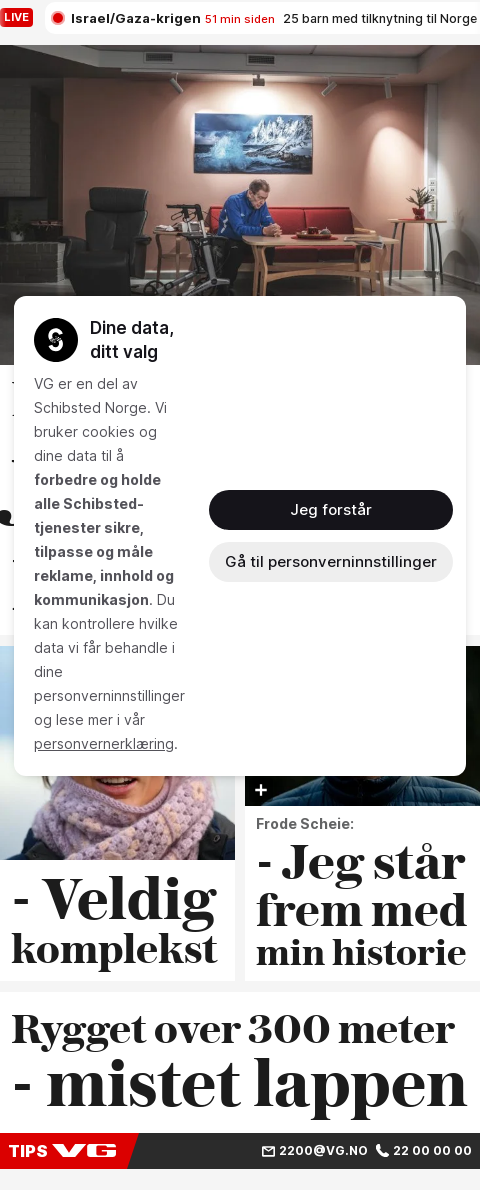 LIVE
Israel/Gaza-krigen 51 min siden 25 barn med tilknytning til Norge
Dine data,
ditt valg
VG er en del av
Schibsted Norge. Vi
bruker cookies og
dine data til å
forbedre og holde
alle Schibsted-
tjenester sikre,
tilpasse og måle
reklame, innhold og
kommunikasjon. Du
kan kontrollere hvilke
data vi får behandle i
dine
personverninnstillinger
og lese mer i vår
personvernerklæring.
Jeg forstår
Gå til personverninnstillinger
- Veldig
komplekst
Frode Scheie:
- Jeg står
frem med
min historie
Rygget over 300 meter
- mistet lappen
TIPS VG
2200@VG.NO 22 00 00 00